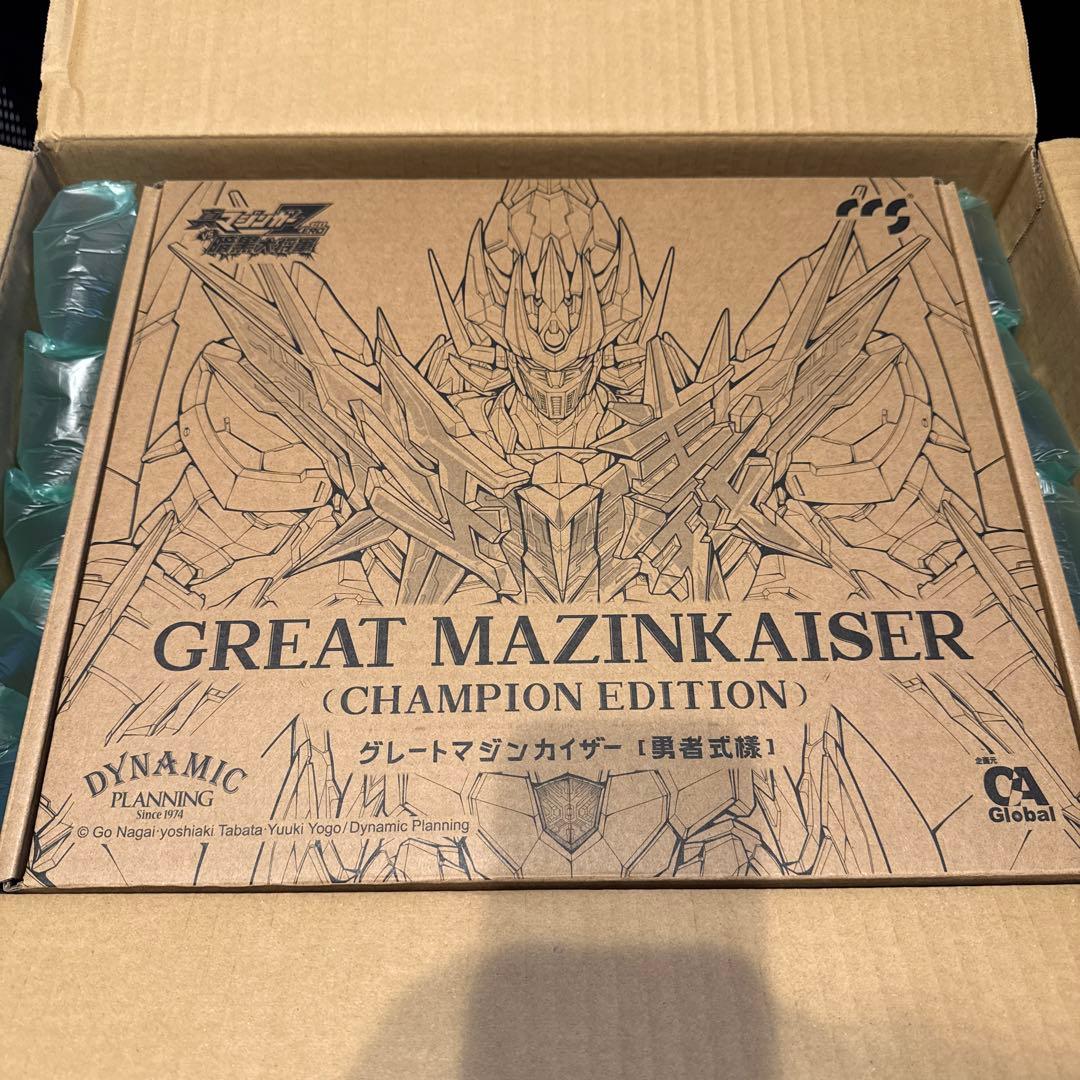 真マジンガーZERO
VS 暗黒大将軍
CCS
GREAT MAZINKAISER
(CHAMPION EDITION)
グレートマジンカイザー [勇者式樣]
DYNAMIC
PLANNING
Since 1974
© Go Nagai·yoshiaki Tabata·Yuuki Yogo/Dynamic Planning
企画元
CA
Global